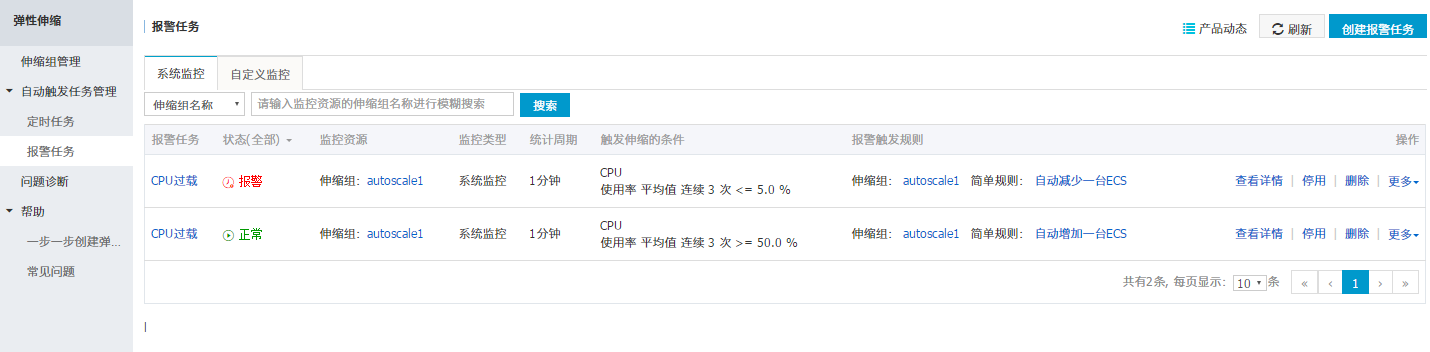 弹性伸缩
伸缩组管理
自动触发任务管理
定时任务
报警任务
问题诊断
帮助
一步一步创建弹...
常见问题
报警任务
产品动态 刷新 创建报警任务
系统监控 自定义监控
伸缩组名称 请输入监控资源的伸缩组名称进行模糊搜索 搜索
报警任务 状态(全部) 监控资源 监控类型 统计周期 触发伸缩的条件 报警触发规则 操作
CPU过载 报警 伸缩组: autoscale1 系统监控 1分钟 CPU
使用率 平均值 连续 3 次 <= 5.0 % 伸缩组: autoscale1 简单规则: 自动减少一台ECS 查看详情 | 停用 | 删除 | 更多
CPU过载 正常 伸缩组: autoscale1 系统监控 1分钟 CPU
使用率 平均值 连续 3 次 >= 50.0 % 伸缩组: autoscale1 简单规则: 自动增加一台ECS 查看详情 | 停用 | 删除 | 更多
共有2条, 每页显示: 10 条 « ‹ 1 › »